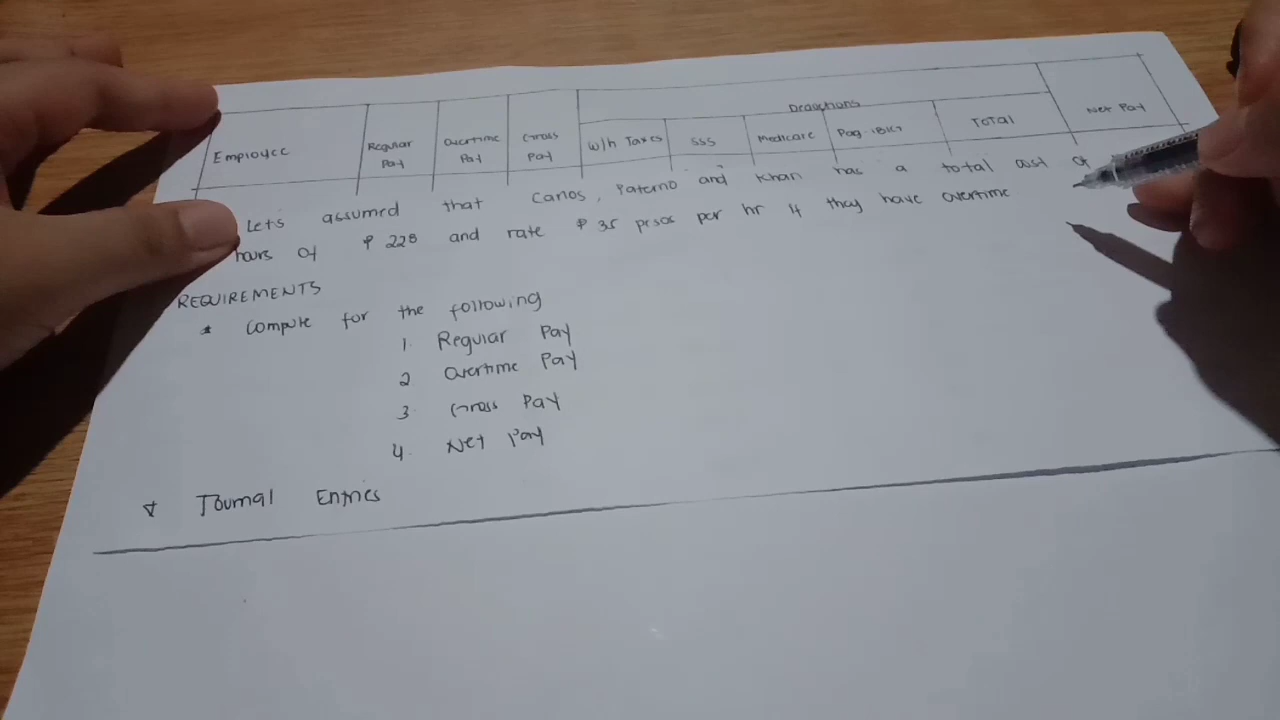 Deductions
Employee Regular Pay Overtime Pay Gross Pay W/h Taxes SSS Medicare Pag-IBIG TOTAL Net Pay
Let's assumed that Carlos, Paterno and Khan has a total cost of
hours of ₱ 228 and rate ₱ 35 pesos per hr if they have overtime
REQUIREMENTS
* Compute for the following
1. Regular Pay
2 Overtime Pay
3. Gross Pay
4. Net Pay
* Journal Entries